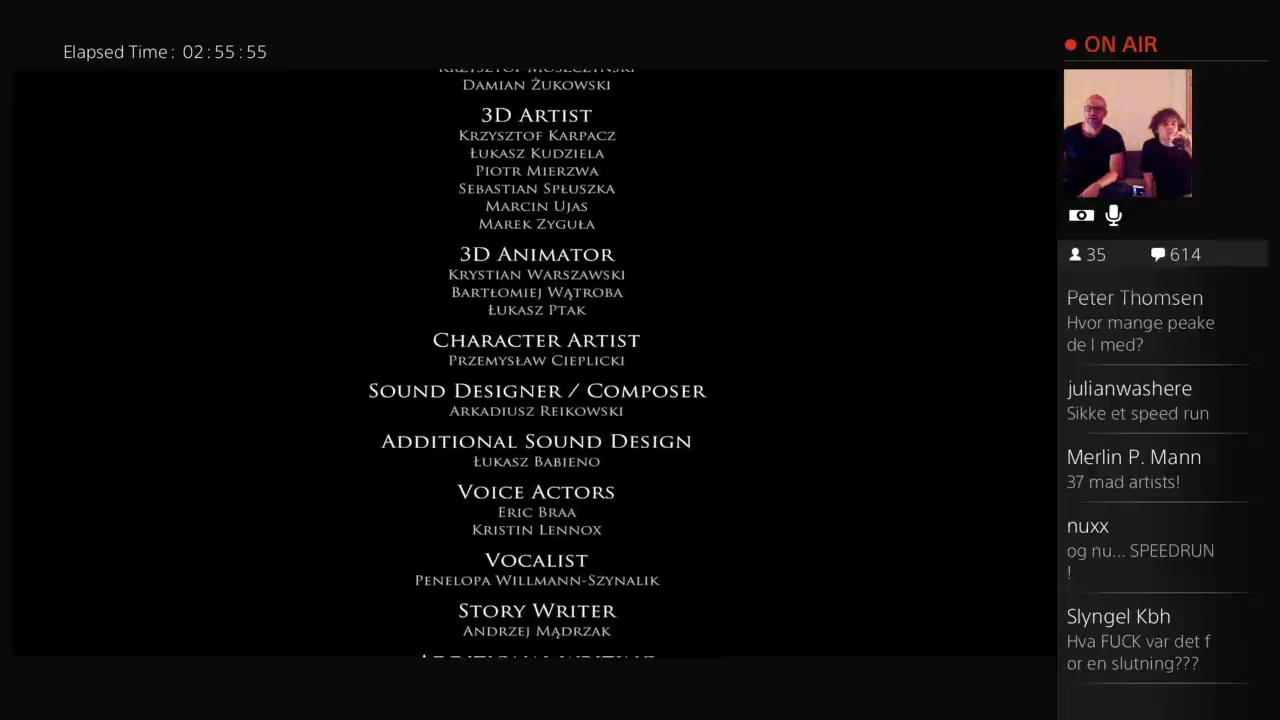 Elapsed Time: 02:55:55
DAMIAN ŻUKOWSKI
3D ARTIST
KRZYSZTOF KARPACZ
ŁUKASZ KUDZIELA
PIOTR MIERZWA
SEBASTIAN SPŁUSZKA
MARCIN UJAS
MAREK ZYGUŁA
3D ANIMATOR
KRYSTIAN WARSZAWSKI
BARTŁOMIEJ WĄTROBA
ŁUKASZ PTAK
CHARACTER ARTIST
PRZEMYSŁAW CIEPLICKI
SOUND DESIGNER / COMPOSER
ARKADIUSZ REIKOWSKI
ADDITIONAL SOUND DESIGN
ŁUKASZ BABIENO
VOICE ACTORS
ERIC BRAA
KRISTIN LENNOX
VOCALIST
PENELOPA WILLMANN-SZYNALIK
STORY WRITER
ANDRZEJ MĄDRZAK
ON AIR
35 614
Peter Thomsen
Hvor mange peake
de I med?
julianwashere
Sikke et speed run
Merlin P. Mann
37 mad artists!
nuxx
og nu... SPEEDRUN
!
Slyngel Kbh
Hva FUCK var det f
or en slutning???